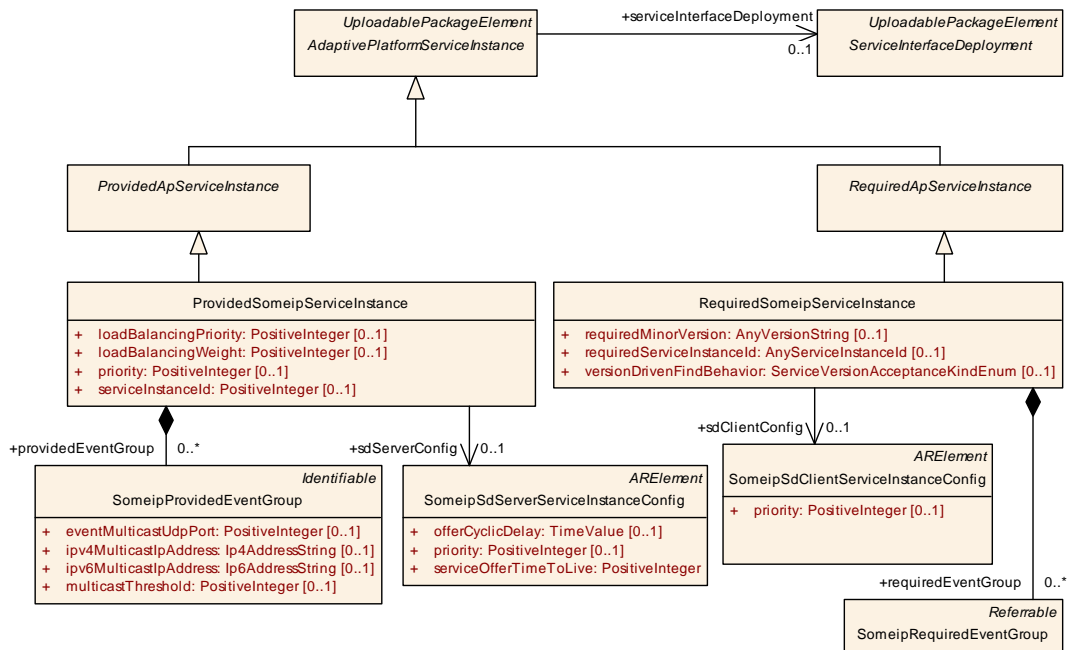 UploadablePackageElement
AdaptivePlatformServiceInstance
+serviceInterfaceDeployment
0..1
UploadablePackageElement
ServiceInterfaceDeployment
ProvidedApServiceInstance
RequiredApServiceInstance
ProvidedSomeipServiceInstance
+ loadBalancingPriority: PositiveInteger [0..1]
+ loadBalancingWeight: PositiveInteger [0..1]
+ priority: PositiveInteger [0..1]
+ serviceInstanceId: PositiveInteger [0..1]
RequiredSomeipServiceInstance
+ requiredMinorVersion: AnyVersionString [0..1]
+ requiredServiceInstanceId: AnyServiceInstanceId [0..1]
+ versionDrivenFindBehavior: ServiceVersionAcceptanceKindEnum [0..1]
+providedEventGroup 0..*
+sdServerConfig 0..1
+sdClientConfig 0..1
Identifiable
SomeipProvidedEventGroup
+ eventMulticastUdpPort: PositiveInteger [0..1]
+ ipv4MulticastIpAddress: Ip4AddressString [0..1]
+ ipv6MulticastIpAddress: Ip6AddressString [0..1]
+ multicastThreshold: PositiveInteger [0..1]
ARElement
SomeipSdServerServiceInstanceConfig
+ offerCyclicDelay: TimeValue [0..1]
+ priority: PositiveInteger [0..1]
+ serviceOfferTimeToLive: PositiveInteger
ARElement
SomeipSdClientServiceInstanceConfig
+ priority: PositiveInteger [0..1]
+requiredEventGroup 0..*
Referrable
SomeipRequiredEventGroup